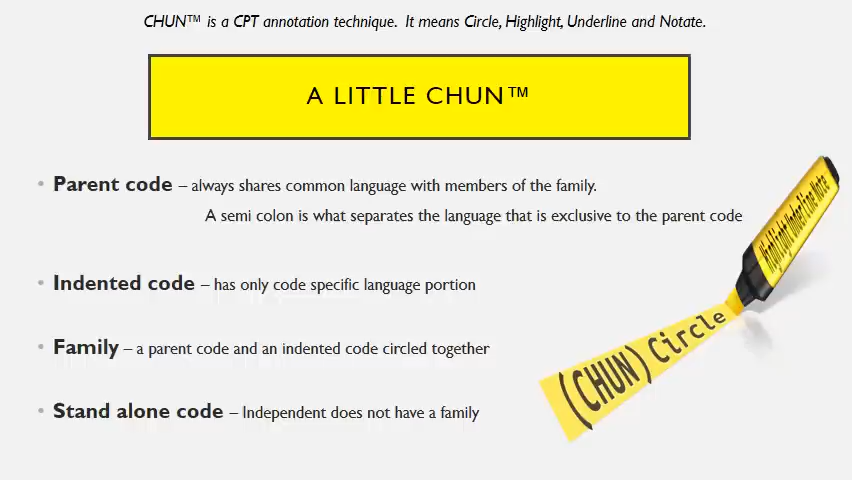 CHUN™ is a CPT annotation technique. It means Circle, Highlight, Underline and Notate.
A LITTLE CHUN™
• Parent code – always shares common language with members of the family.
A semi colon is what separates the language that is exclusive to the parent code
• Indented code – has only code specific language portion
• Family – a parent code and an indented code circled together
• Stand alone code – Independent does not have a family
(CHUN) Circle
Highlight Underline Note